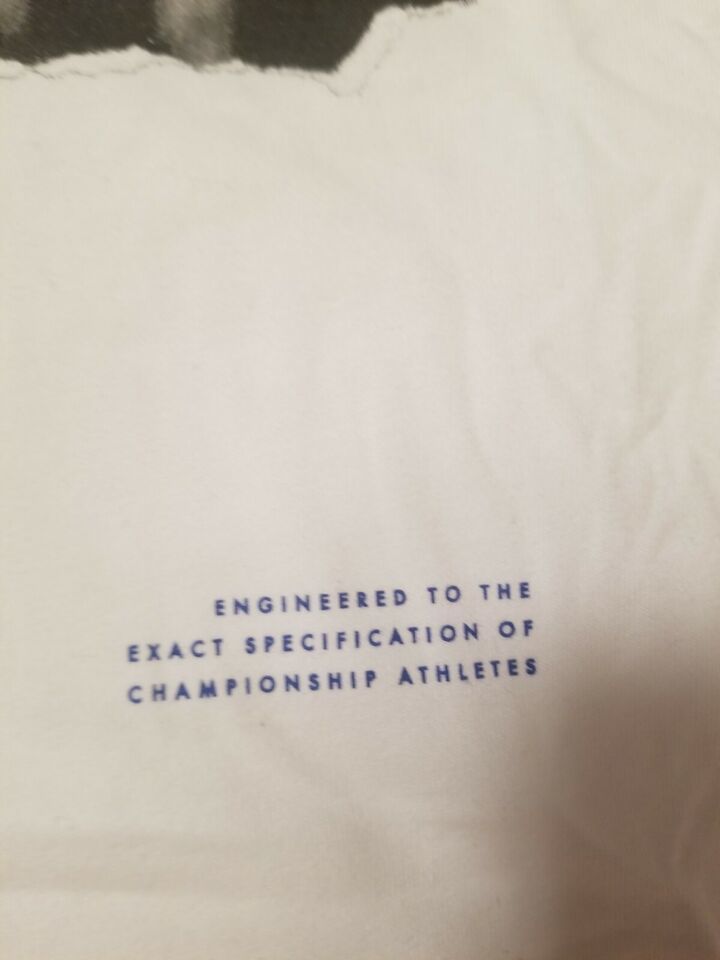 ENGINEERED TO THE
EXACT SPECIFICATION OF
CHAMPIONSHIP ATHLETES